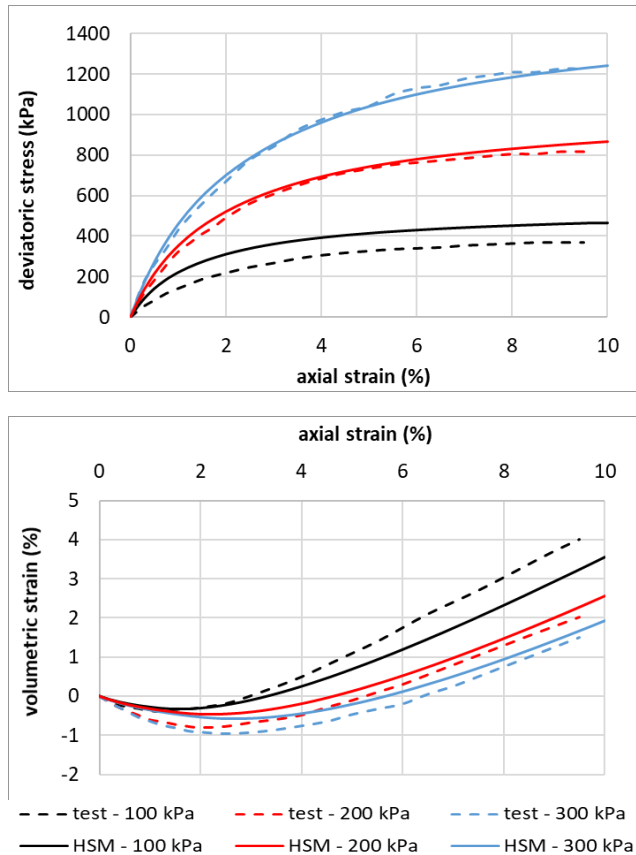 1400
1200
1000
800
600
400
200
0
deviatoric stress (kPa)
0 2 4 6 8 10
axial strain (%)
axial strain (%)
0 2 4 6 8 10
5
4
3
2
1
0
-1
-2
volumetric strain (%)
test - 100 kPa test - 200 kPa test - 300 kPa
HSM - 100 kPa HSM - 200 kPa HSM - 300 kPa